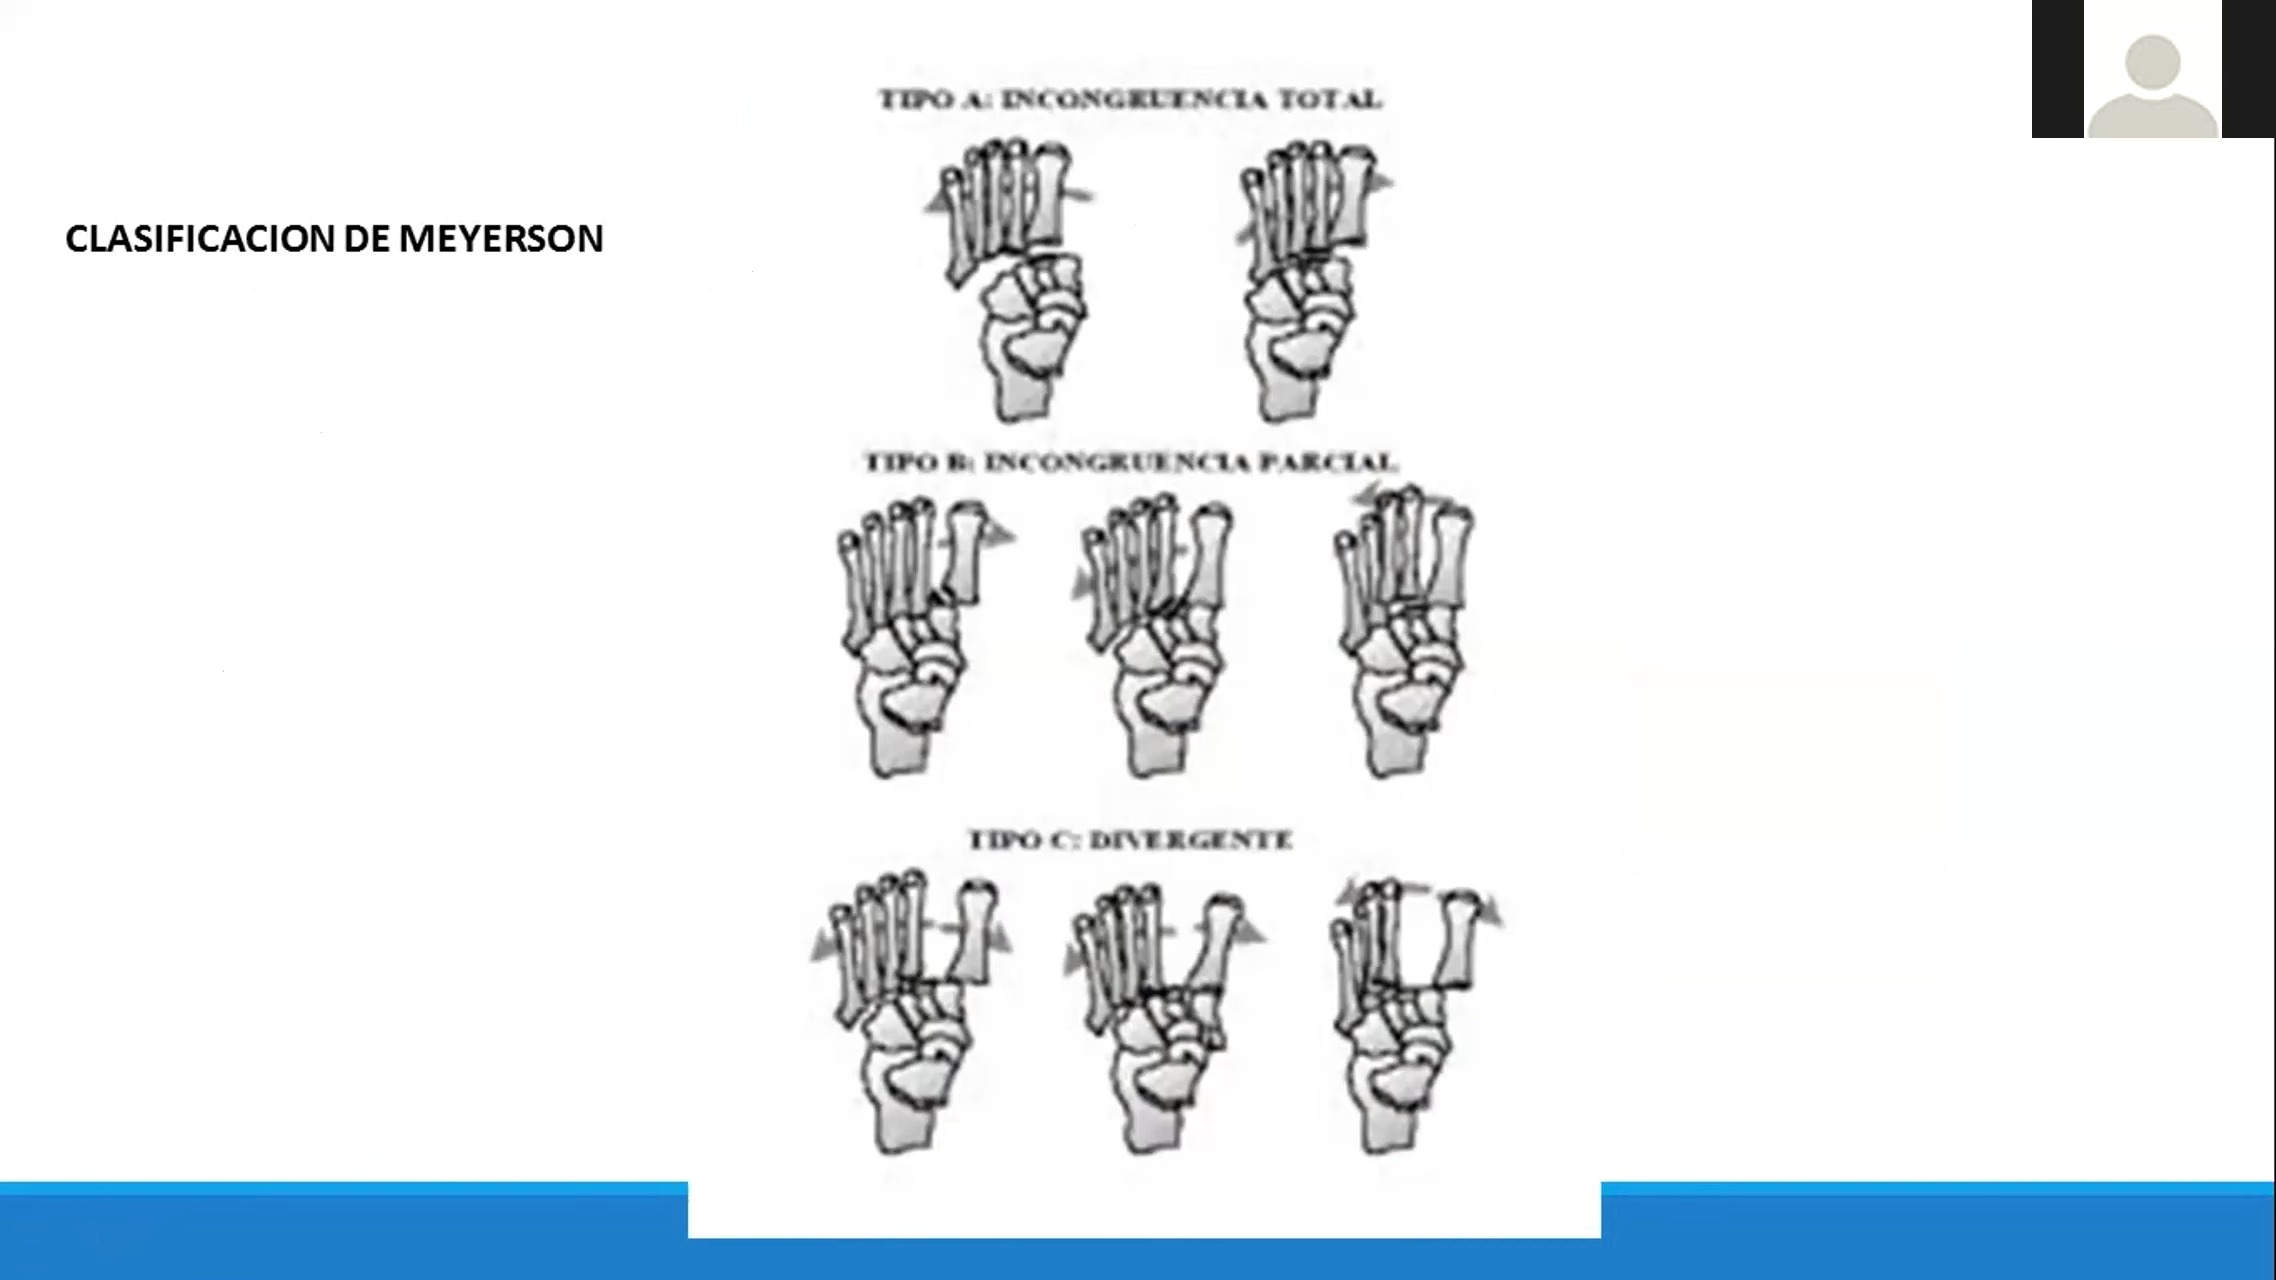 TIPO A: INCONGRUENCIA TOTAL
CLASIFICACION DE MEYERSON
TIPO B: INCONGRUENCIA PARCIAL
TIPO C: DIVERGENTE